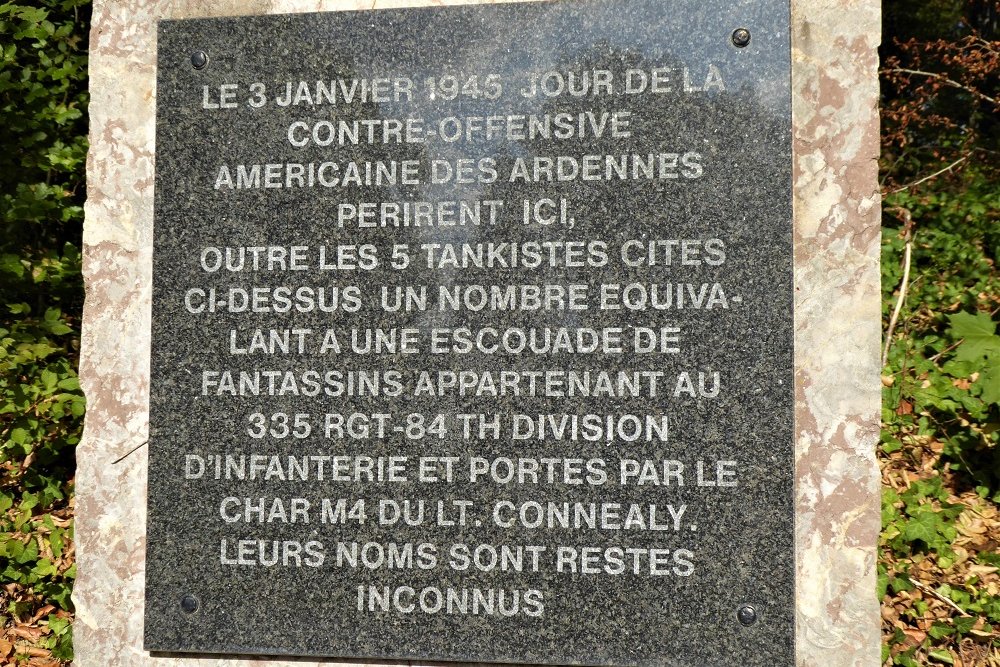 LE 3 JANVIER 1945 JOUR DE LA
CONTRE-OFFENSIVE
AMERICAINE DES ARDENNES
PERIRENT ICI,
OUTRE LES 5 TANKISTES CITES
CI-DESSUS UN NOMBRE EQUIVA-
LANT A UNE ESCOUADE DE
FANTASSINS APPARTENANT AU
335 RGT-84 TH DIVISION
D'INFANTERIE ET PORTES PAR LE
CHAR M4 DU LT. CONNEALY.
LEURS NOMS SONT RESTES
INCONNUS